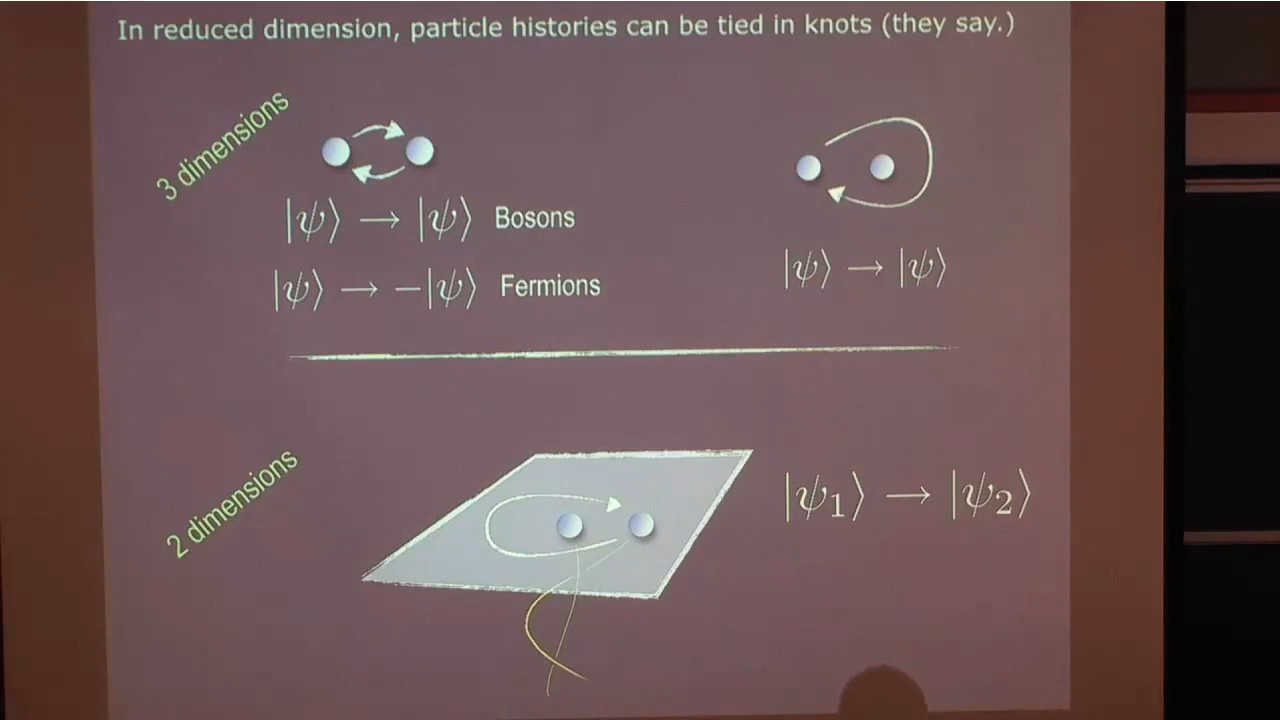 In reduced dimension, particle histories can be tied in knots (they say.)
3 dimensions
|ψ⟩ → |ψ⟩ Bosons
|ψ⟩ → −|ψ⟩ Fermions
|ψ⟩ → |ψ⟩
2 dimensions
|ψ₁⟩ → |ψ₂⟩